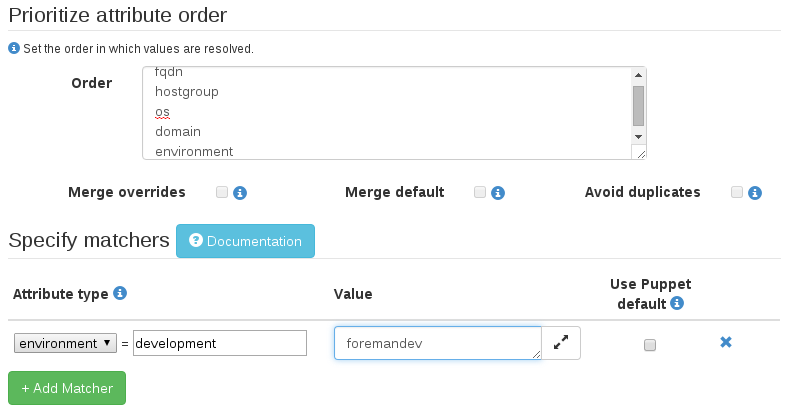 Prioritize attribute order
Set the order in which values are resolved.
Order
fqdn
hostgroup
os
domain
environment
Merge overrides Merge default Avoid duplicates
Specify matchers Documentation
Attribute type Value Use Puppet default
environment = development foremandev
+ Add Matcher